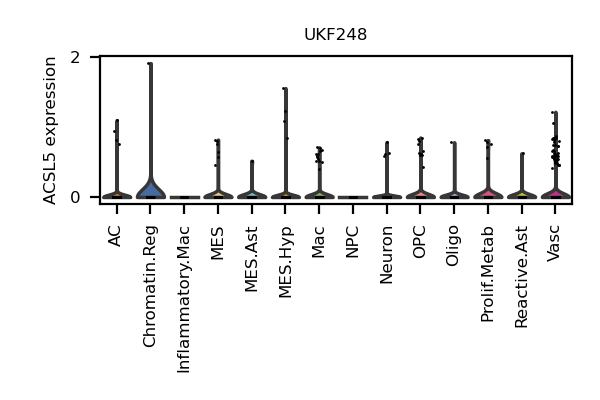 UKF248
ACSL5 expression
2
0
AC
Chromatin.Reg
Inflammatory.Mac
MES
MES.Ast
MES.Hyp
Mac
NPC
Neuron
OPC
Oligo
Prolif.Metab
Reactive.Ast
Vasc